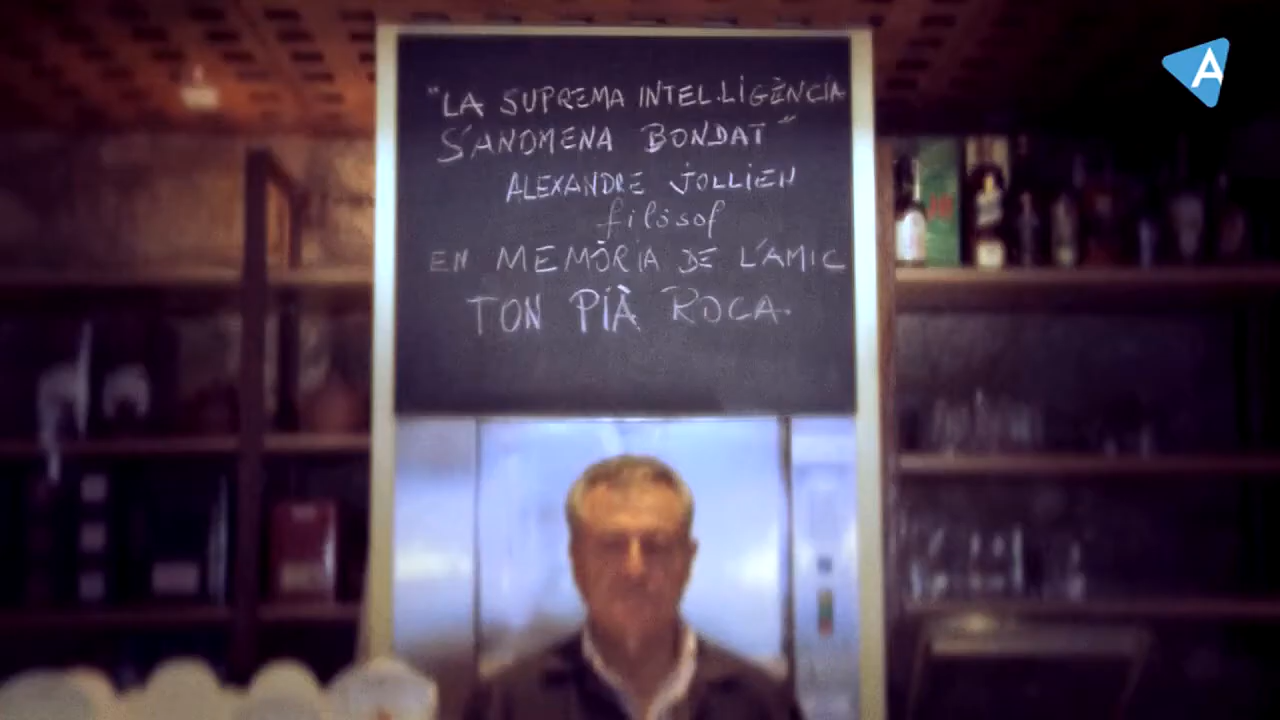 "LA SUPREMA INTEL.LIGÈNCIA
S'ANOMENA BONDAT"
ALEXANDRE JOLLIEN
filòsof
EN MEMÒRIA DE L'AMIC
TON PIÀ ROCA.
A